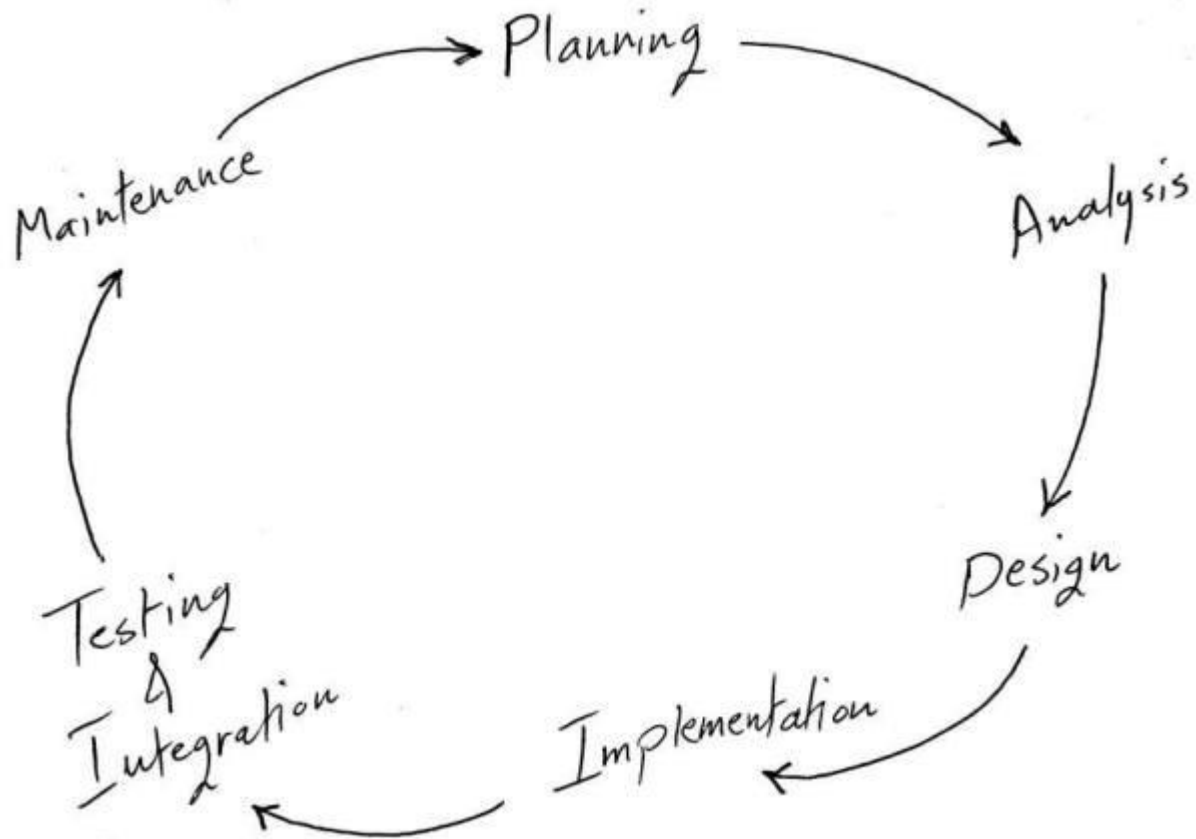 Planning
Analysis
Design
Implementation
Testing
&
Integration
Maintenance